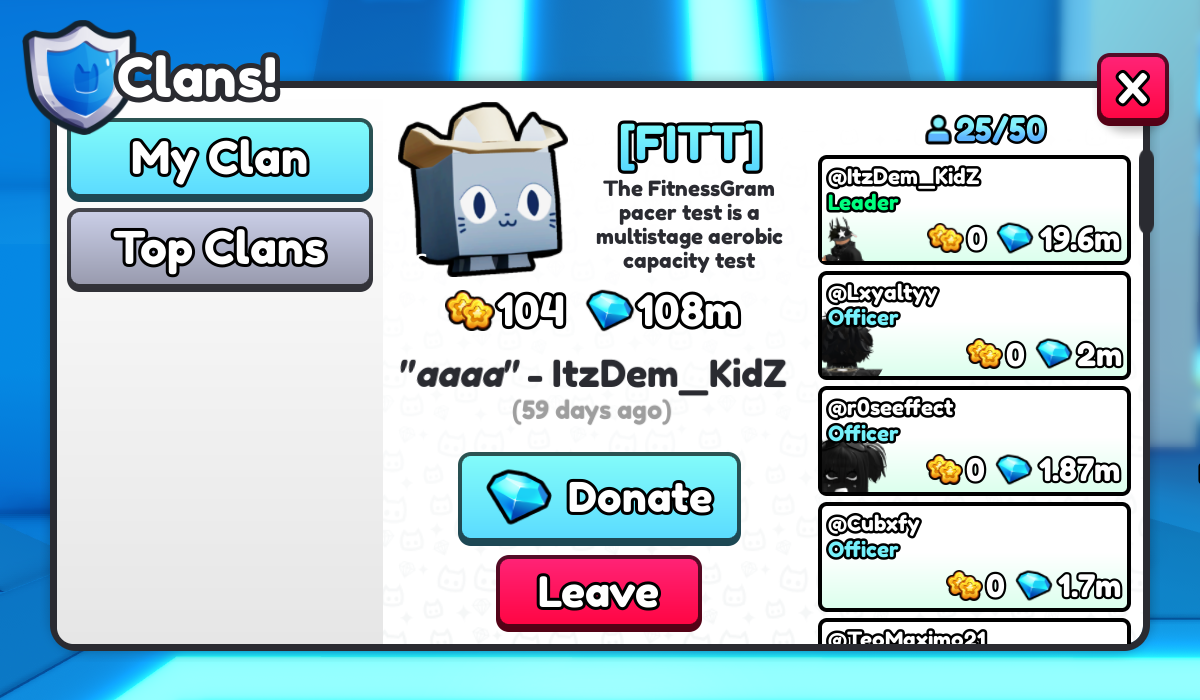 Clans!
X
My Clan
Top Clans
[FITT]
The FitnessGram
pacer test is a
multistage aerobic
capacity test
104 108m
"aaaa" - ItzDem_KidZ
(59 days ago)
Donate
Leave
25/50
@ItzDem_KidZ
Leader
0 19.6m
@Lxyaltyy
Officer
0 2m
@r0seeffect
Officer
0 1.87m
@Cubxfy
Officer
0 1.7m
@TeoMaximo21